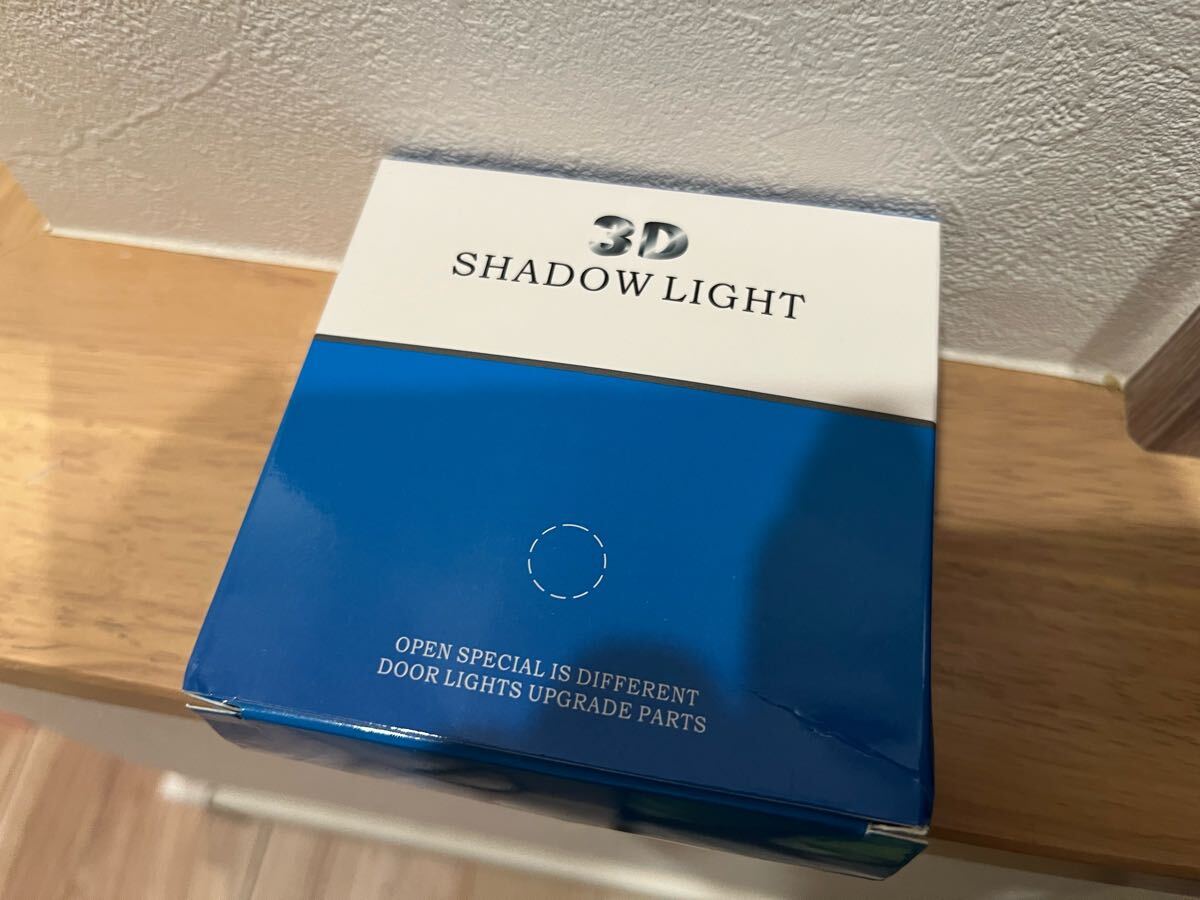 3D
SHADOW LIGHT
OPEN SPECIAL IS DIFFERENT
DOOR LIGHTS UPGRADE PARTS